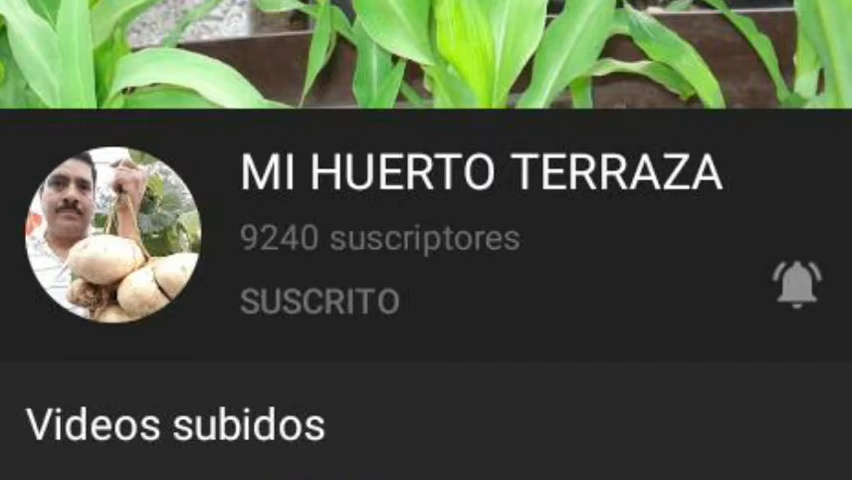 MI HUERTO TERRAZA
9240 suscriptores
SUSCRITO
Videos subidos